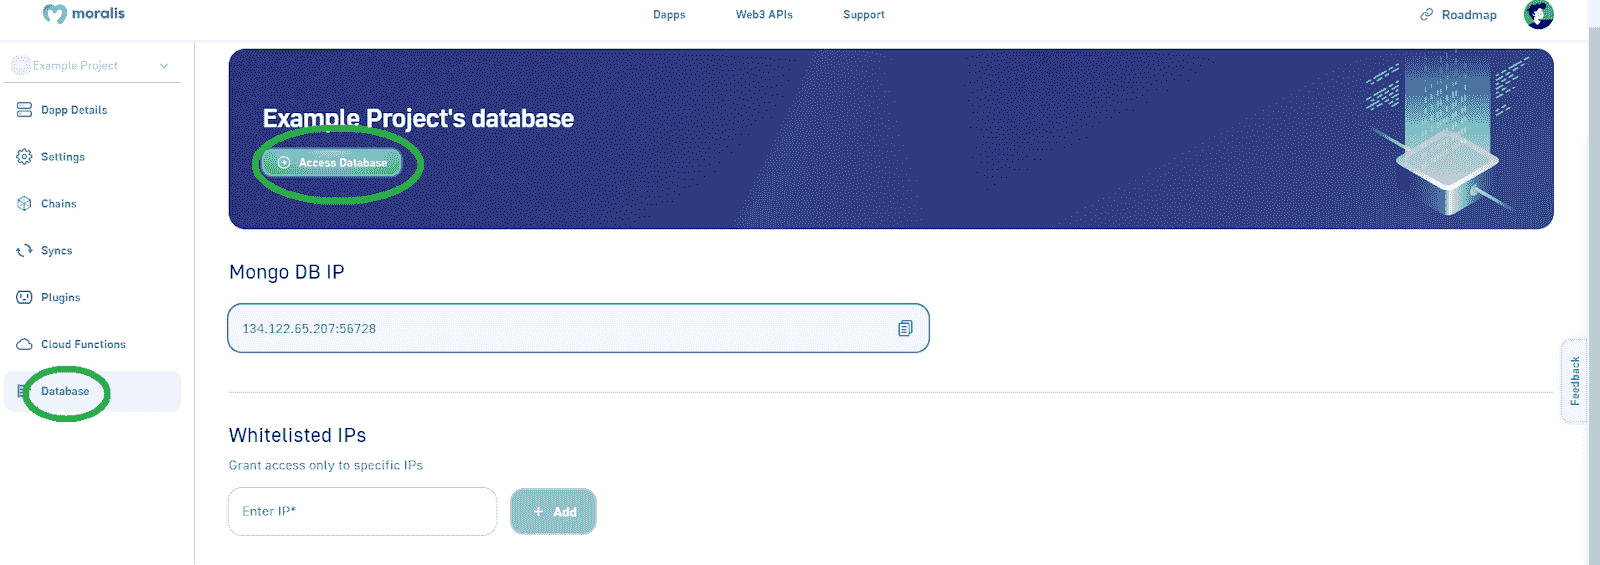 moralis
Dapps
Web3 APIs
Support
Roadmap
Example Project
Dapp Details
Settings
Chains
Syncs
Plugins
Cloud Functions
Database
Example Project's database
Access Database
Mongo DB IP
134.122.65.207:56728
Whitelisted IPs
Grant access only to specific IPs
Enter IP*
+ Add
Feedback